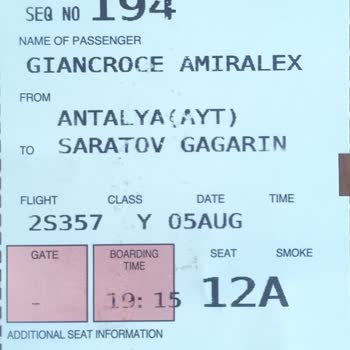 SEQ NO 194
NAME OF PASSENGER
GIANCROCE AMIRALEX
FROM
ANTALYA(AYT)
TO SARATOV GAGARIN
FLIGHT CLASS DATE TIME
2S357 Y 05AUG
GATE BOARDING TIME SEAT SMOKE
- 19:15 12A
ADDITIONAL SEAT INFORMATION